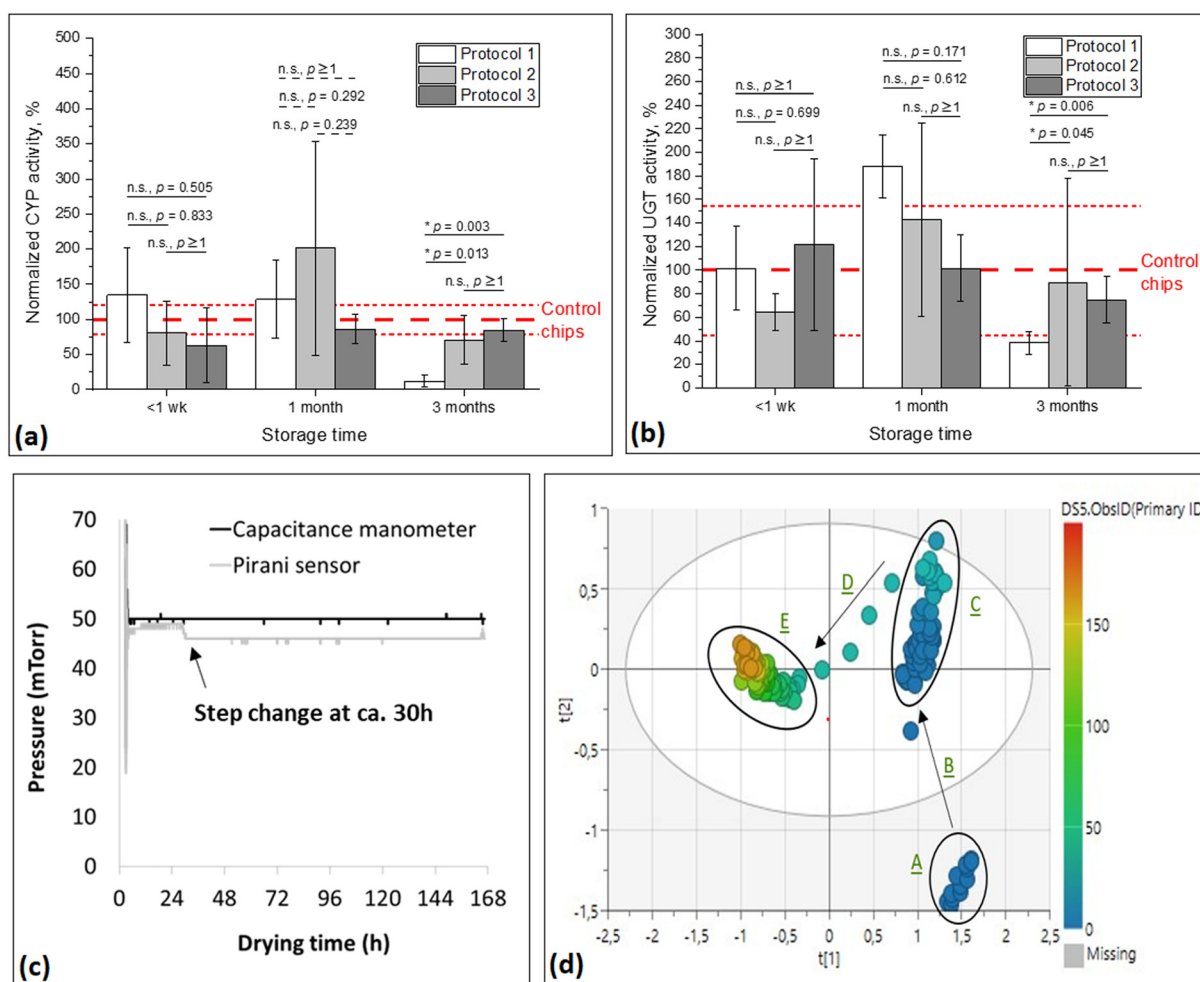 500
450
400
350
300
250
200
150
100
50
0
Normalized CYP activity, %
Protocol 1
Protocol 2
Protocol 3
n.s., p ≥1
n.s., p = 0.292
n.s., p = 0.239
n.s., p = 0.505
n.s., p = 0.833
n.s., p ≥1
* p = 0.003
* p = 0.013
n.s., p ≥1
Control
chips
<1 wk
1 month
3 months
Storage time
(a)
300
280
260
240
220
200
180
160
140
120
100
80
60
40
20
0
Normalized UGT activity, %
Protocol 1
Protocol 2
Protocol 3
n.s., p = 0.171
n.s., p = 0.612
n.s., p ≥1
n.s., p ≥1
n.s., p = 0.699
n.s., p ≥1
* p = 0.006
* p = 0.045
n.s., p ≥1
Control
chips
<1 wk
1 month
3 months
Storage time
(b)
70
60
50
40
30
20
10
0
Pressure (mTorr)
Capacitance manometer
Pirani sensor
Step change at ca. 30h
0 24 48 72 96 120 144 168
Drying time (h)
(c)
DS5.ObsID(Primary ID
1
0,5
0
-0,5
-1
-1,5
t[2]
D
C
E
B
A
-2,5 -2 -1,5 -1 -0,5 0 0,5 1 1,5 2 2,5
t[1]
150
100
50
0
Missing
(d)